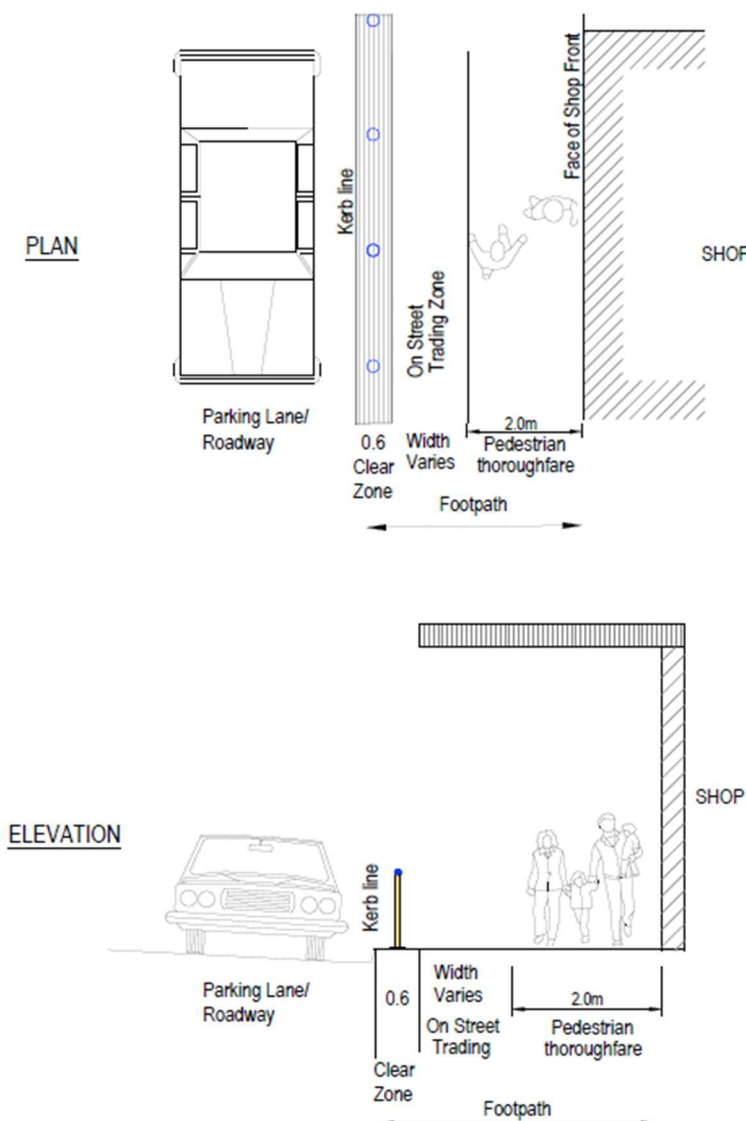 Face of Shop Front
Kerb line
PLAN
SHOP
On Street
Trading Zone
Parking Lane/
Roadway
0.6
Clear
Zone
Width
Varies
2.0m
Pedestrian
thoroughfare
Footpath
SHOP
ELEVATION
Kerb line
Parking Lane/
Roadway
0.6
Width
Varies
On Street
Trading
2.0m
Pedestrian
thoroughfare
Clear
Zone
Footpath